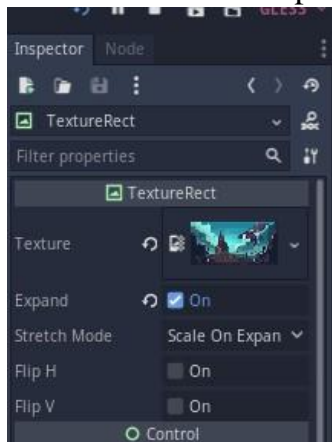 GLES3
Inspector Node
TextureRect
Filter properties
TextureRect
Texture
Expand On
Stretch Mode Scale On Expan
Flip H On
Flip V On
Control